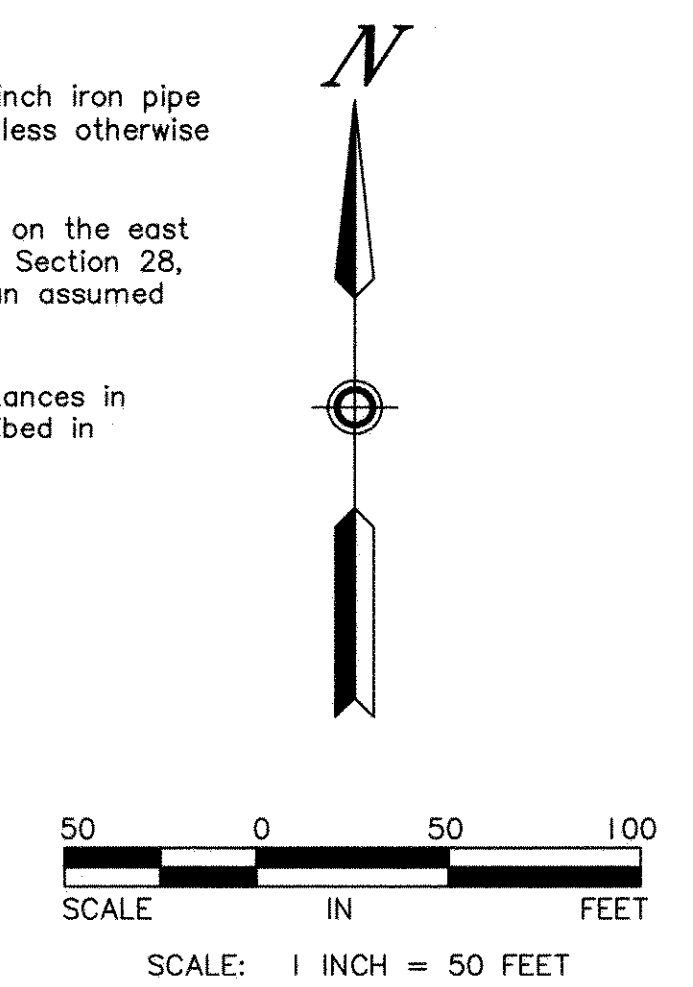 N
inch iron pipe
less otherwise
on the east
Section 28,
an assumed
ances in
bed in
50 0 50 100
SCALE IN FEET
SCALE: 1 INCH = 50 FEET